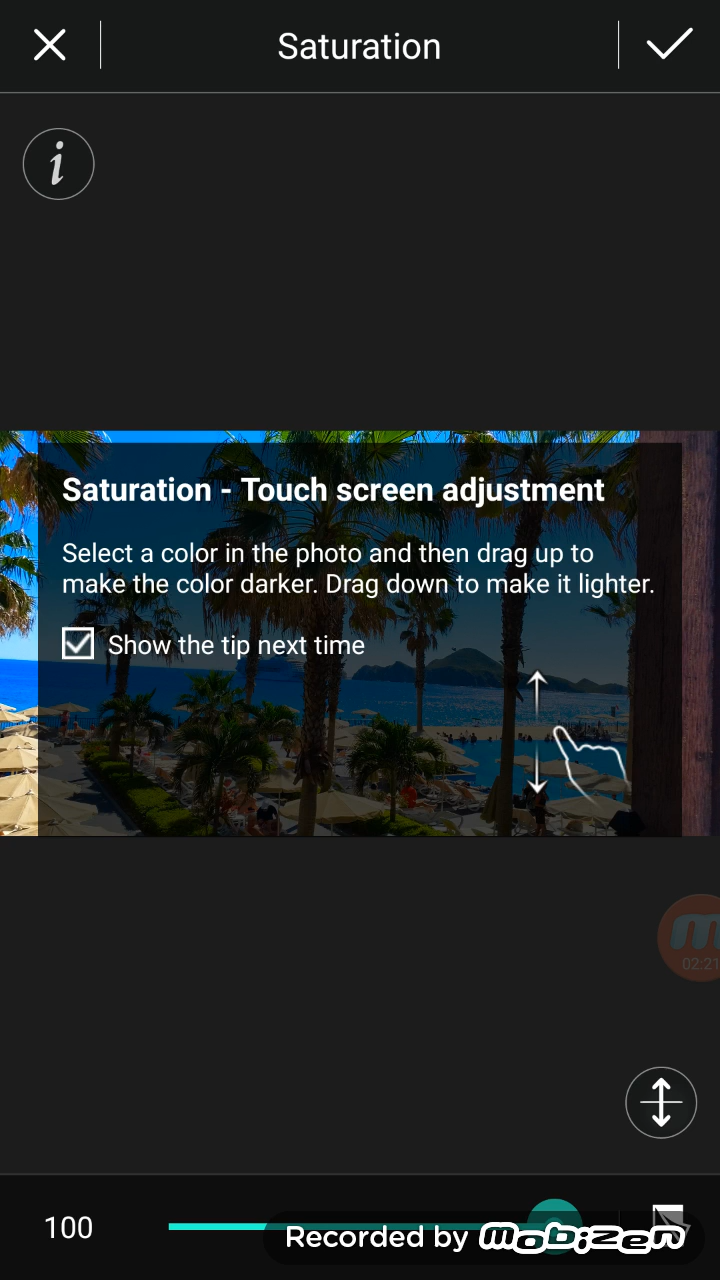 Saturation
i
Saturation - Touch screen adjustment
Select a color in the photo and then drag up to
make the color darker. Drag down to make it lighter.
Show the tip next time
m
02:21
100
Recorded by mobizen